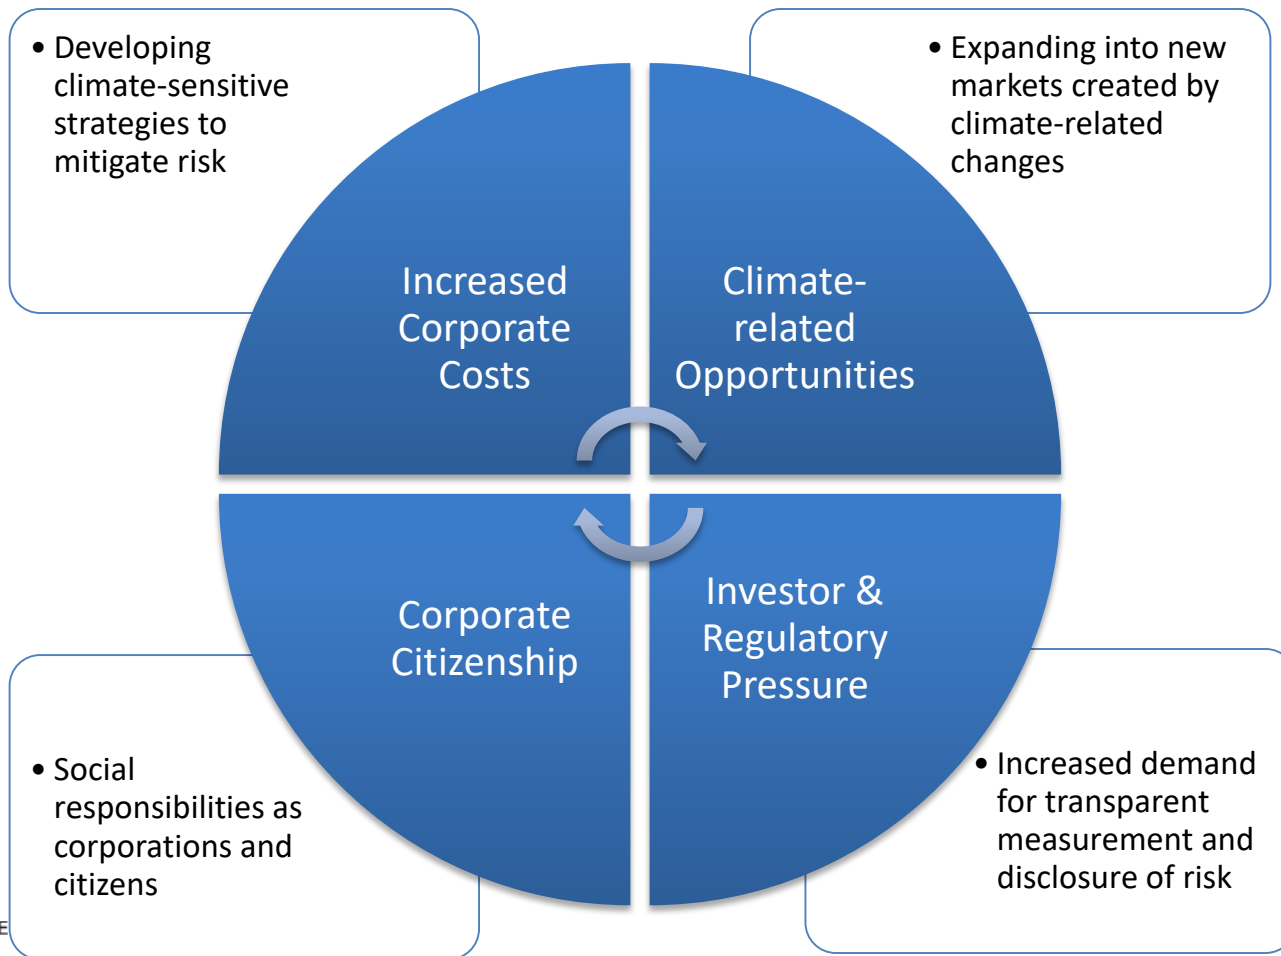 • Developing
climate-sensitive
strategies to
mitigate risk
• Expanding into new
markets created by
climate-related
changes
Increased
Corporate
Costs
Climate-
related
Opportunities
Corporate
Citizenship
Investor &
Regulatory
Pressure
• Social
responsibilities as
corporations and
citizens
• Increased demand
for transparent
measurement and
disclosure of risk
E